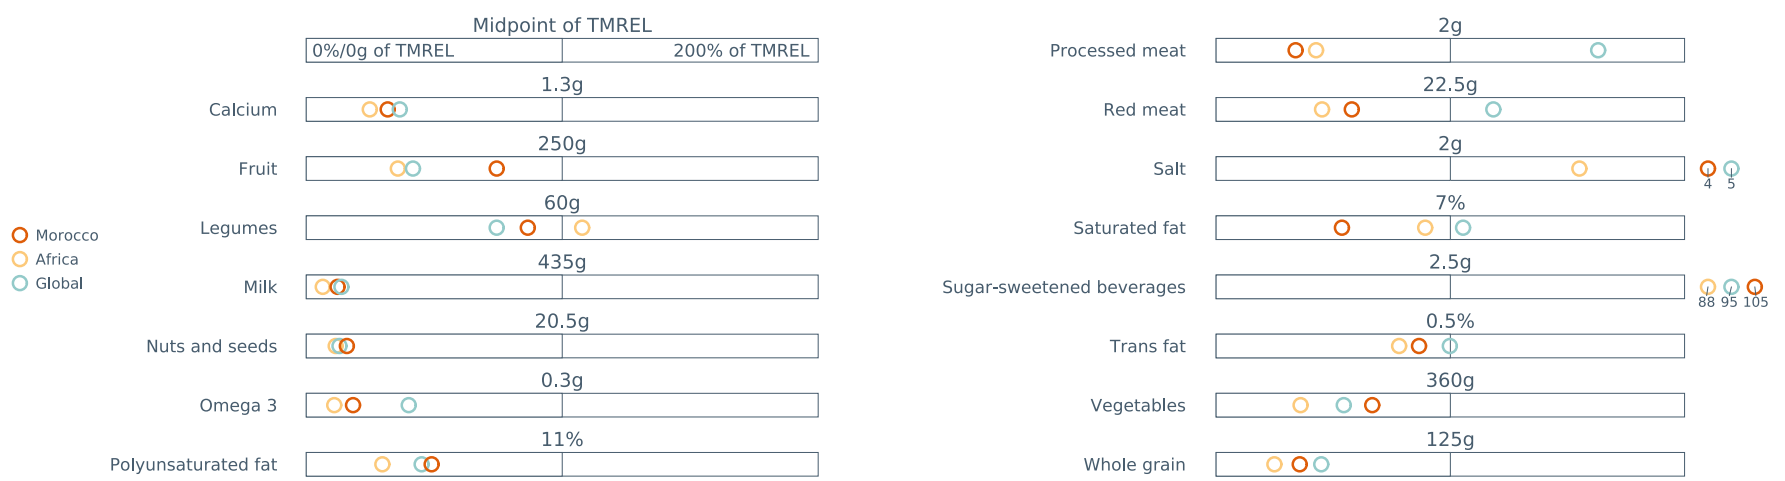 Midpoint of TMREL
0%/0g of TMREL 200% of TMREL
1.3g
Calcium
250g
Fruit
60g
Legumes
435g
Milk
20.5g
Nuts and seeds
0.3g
Omega 3
11%
Polyunsaturated fat
Morocco
Africa
Global
2g
Processed meat
22.5g
Red meat
2g
Salt
4 5
7%
Saturated fat
2.5g
Sugar-sweetened beverages
88 95 105
0.5%
Trans fat
360g
Vegetables
125g
Whole grain